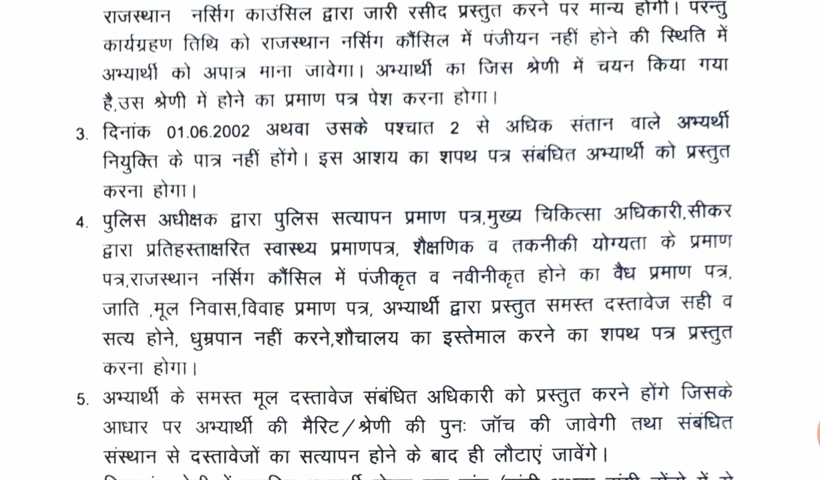 राजस्थान नर्सिग काउंसिल द्वारा जारी रसीद प्रस्तुत करने पर मान्य होगी। परन्तु
कार्यग्रहण तिथि को राजस्थान नर्सिग कौंसिल में पंजीयन नहीं होने की स्थिति में
अभ्यार्थी को अपात्र माना जावेगा। अभ्यार्थी का जिस श्रेणी में चयन किया गया
है,उस श्रेणी में होने का प्रमाण पत्र पेश करना होगा।
3. दिनांक 01.06.2002 अथवा उसके पश्चात 2 से अधिक संतान वाले अभ्यर्थी
नियुक्ति के पात्र नहीं होंगे। इस आशय का शपथ पत्र संबंधित अभ्यार्थी को प्रस्तुत
करना होगा।
4. पुलिस अधीक्षक द्वारा पुलिस सत्यापन प्रमाण पत्र,मुख्य चिकित्सा अधिकारी,सीकर
द्वारा प्रतिहस्ताक्षरित स्वास्थ्य प्रमाणपत्र, शैक्षणिक व तकनीकी योग्यता के प्रमाण
पत्र,राजस्थान नर्सिग कौंसिल में पंजीकृत व नवीनीकृत होने का वैध प्रमाण पत्र,
जाति ,मूल निवास,विवाह प्रमाण पत्र, अभ्यार्थी द्वारा प्रस्तुत समस्त दस्तावेज सही व
सत्य होने, धुम्रपान नहीं करने,शौचालय का इस्तेमाल करने का शपथ पत्र प्रस्तुत
करना होगा।
5. अभ्यार्थी के समस्त मूल दस्तावेज संबंधित अधिकारी को प्रस्तुत करने होंगे जिसके
आधार पर अभ्यार्थी की मैरिट/श्रेणी की पुनः जॉच की जावेगी तथा संबंधित
संस्थान से दस्तावेजों का सत्यापन होने के बाद ही लौटाएं जावेंगे।